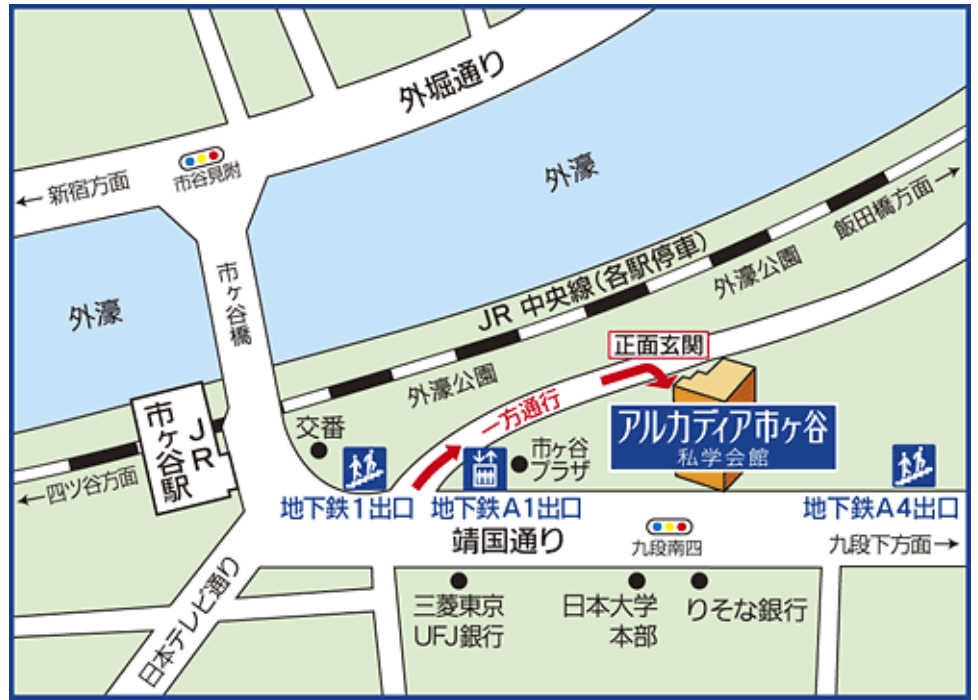 外堀通り
市谷見附
← 新宿方面
外濠
飯田橋方面 →
市ヶ谷橋
外濠
JR 中央線(各駅停車)
外濠公園
正面玄関
外濠公園
一方通行
アルカディア市ヶ谷
私学会館
JR
市ヶ谷駅
交番
市ヶ谷
プラザ
← 四ツ谷方面
地下鉄1出口
地下鉄A1出口
地下鉄A4出口
靖国通り
九段南四
九段下方面 →
日本テレビ通り
三菱東京
UFJ銀行
日本大学
本部
りそな銀行